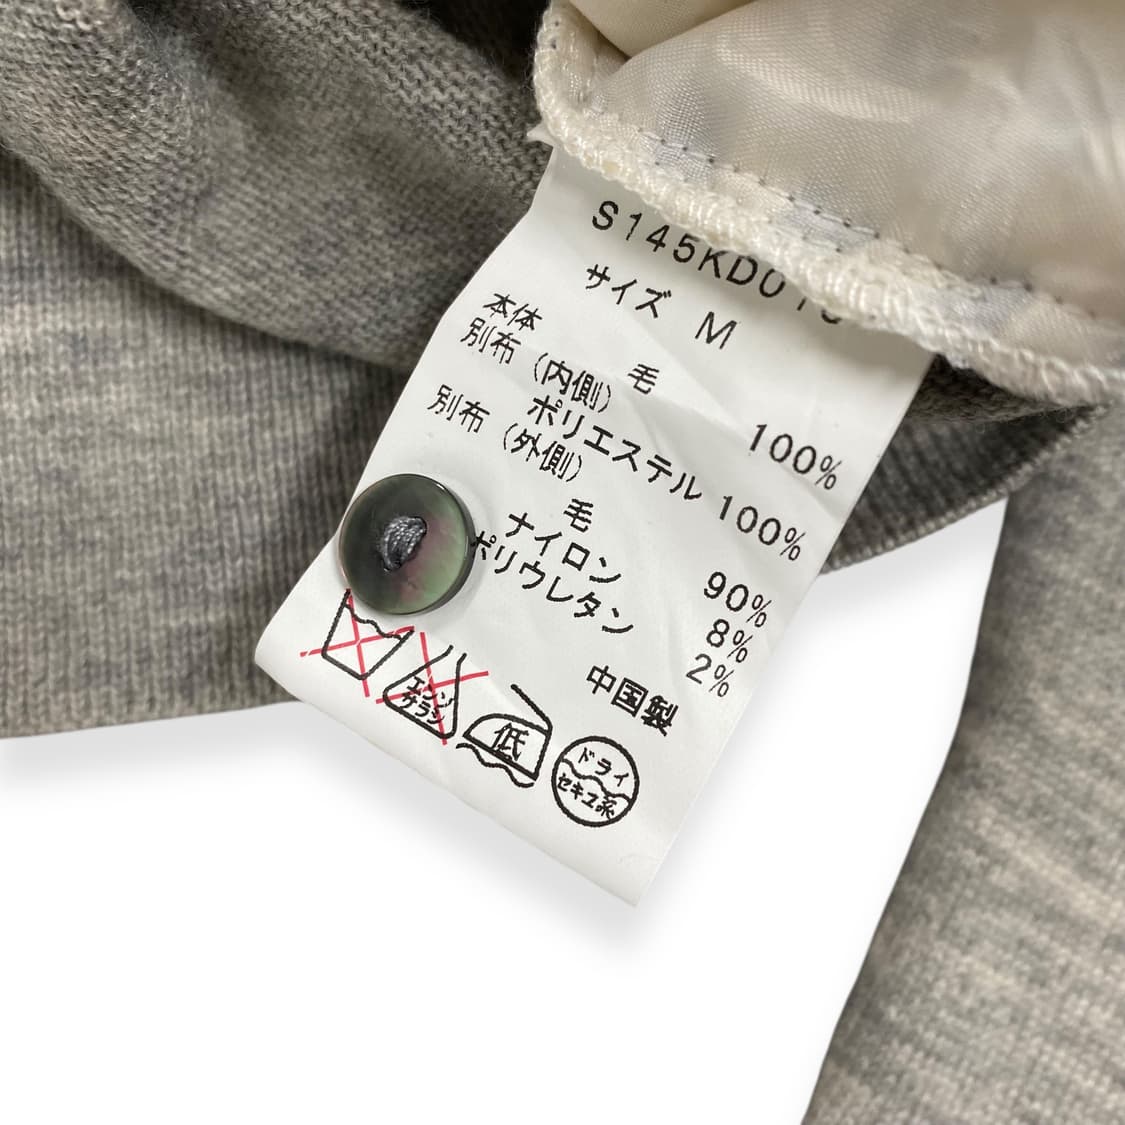 サイズ M
本体
毛 100%
別布(内側)
ポリエステル 100%
別布(外側)
毛 90%
ナイロン 8%
ポリウレタン 2%
中国製
エンソ
サラシ
低
ドライ
セキユ系